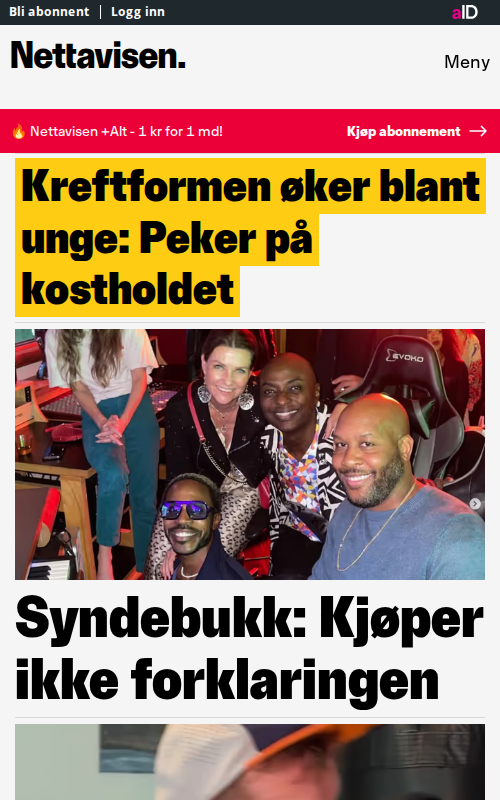 Bli abonnent | Logg inn
aID
Nettavisen.
Meny
🔥 Nettavisen +Alt - 1 kr for 1 md!
Kjøp abonnement →
Kreftformen øker blant
unge: Peker på
kostholdet
EVOKO
Syndebukk: Kjøper
ikke forklaringen